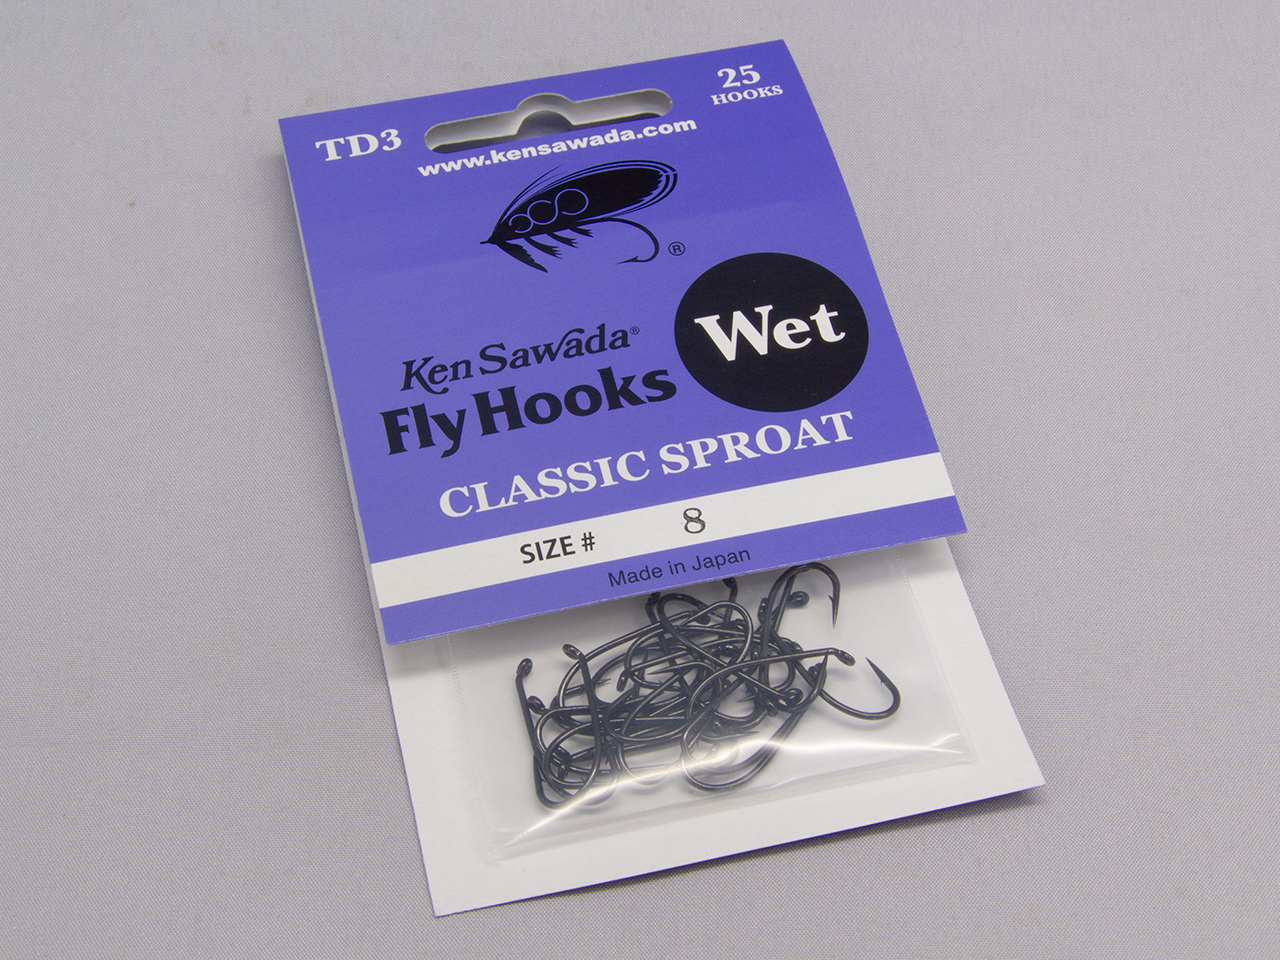 TD3
25
HOOKS
www.kensawada.com
®
Ken Sawada®
Fly Hooks
Wet
CLASSIC SPROAT
SIZE # 8
Made in Japan